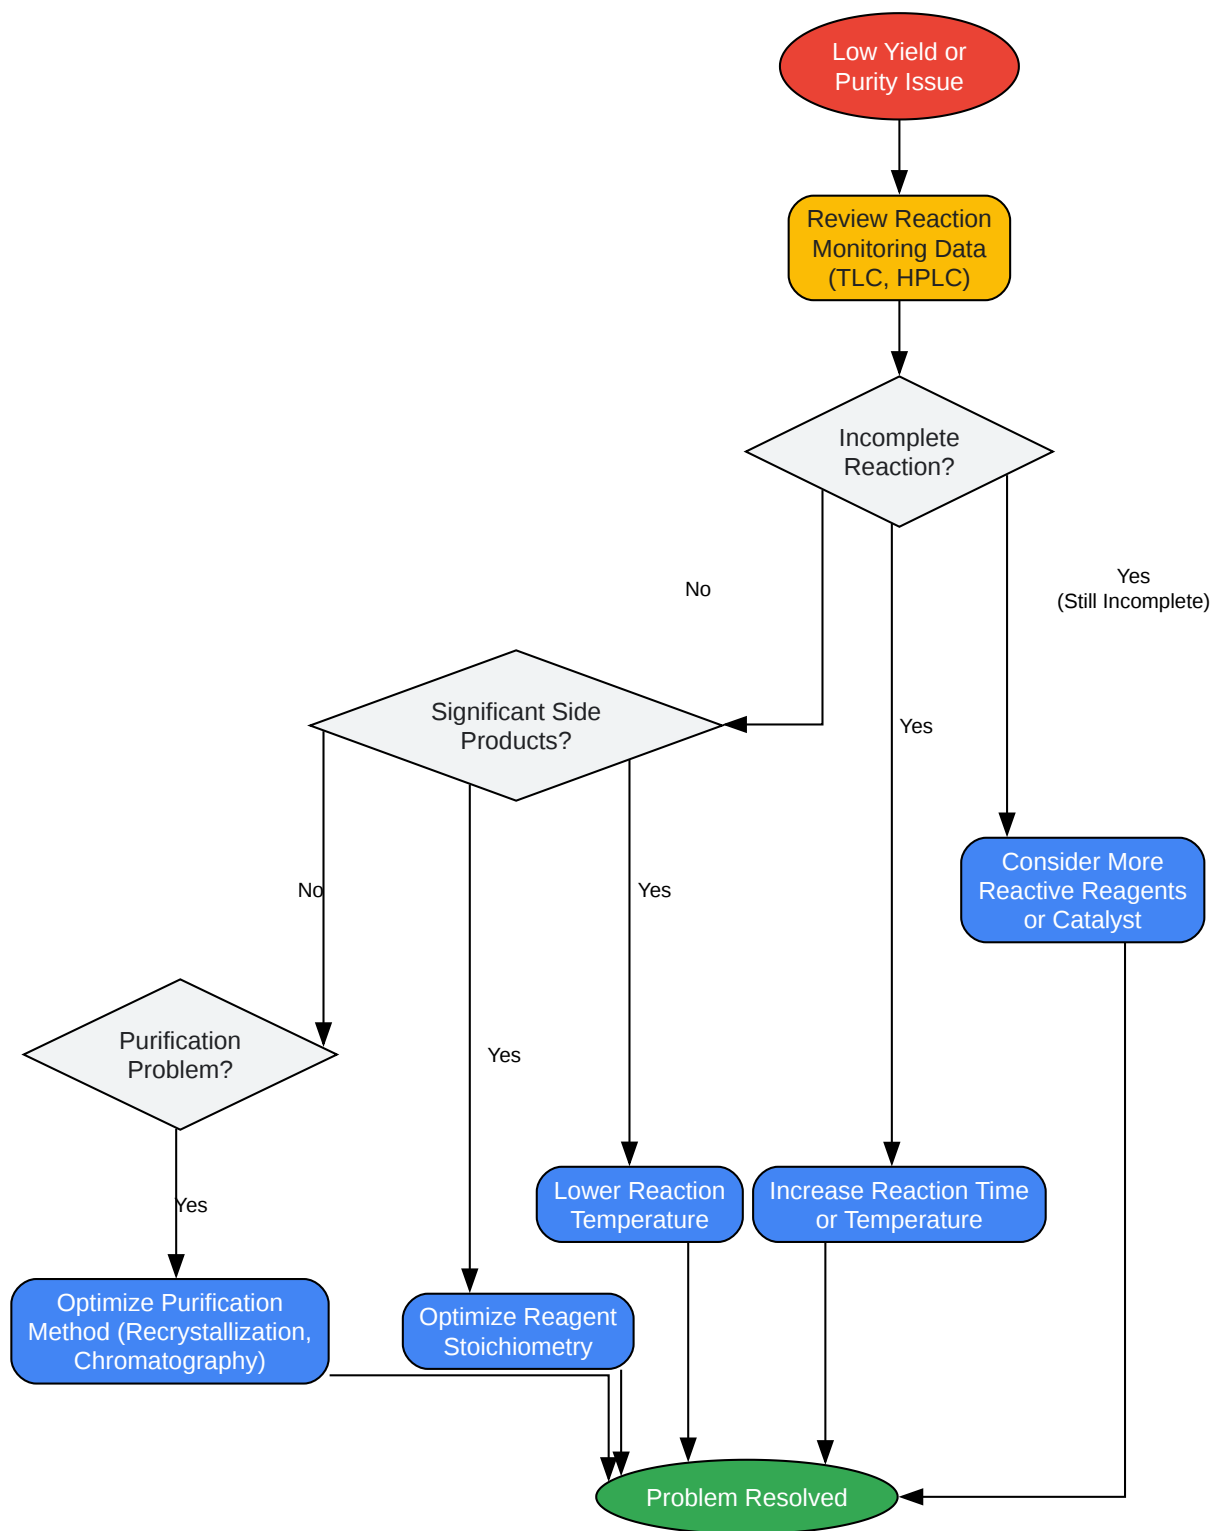 Low Yield or
Purity Issue
Review Reaction
Monitoring Data
(TLC, HPLC)
Incomplete
Reaction?
No
Yes
(Still Incomplete)
Significant Side
Products?
Yes
Consider More
Reactive Reagents
or Catalyst
No
Yes
Purification
Problem?
Yes
Yes
Lower Reaction
Temperature
Increase Reaction Time
or Temperature
Optimize Purification
Method (Recrystallization,
Chromatography)
Optimize Reagent
Stoichiometry
Problem Resolved